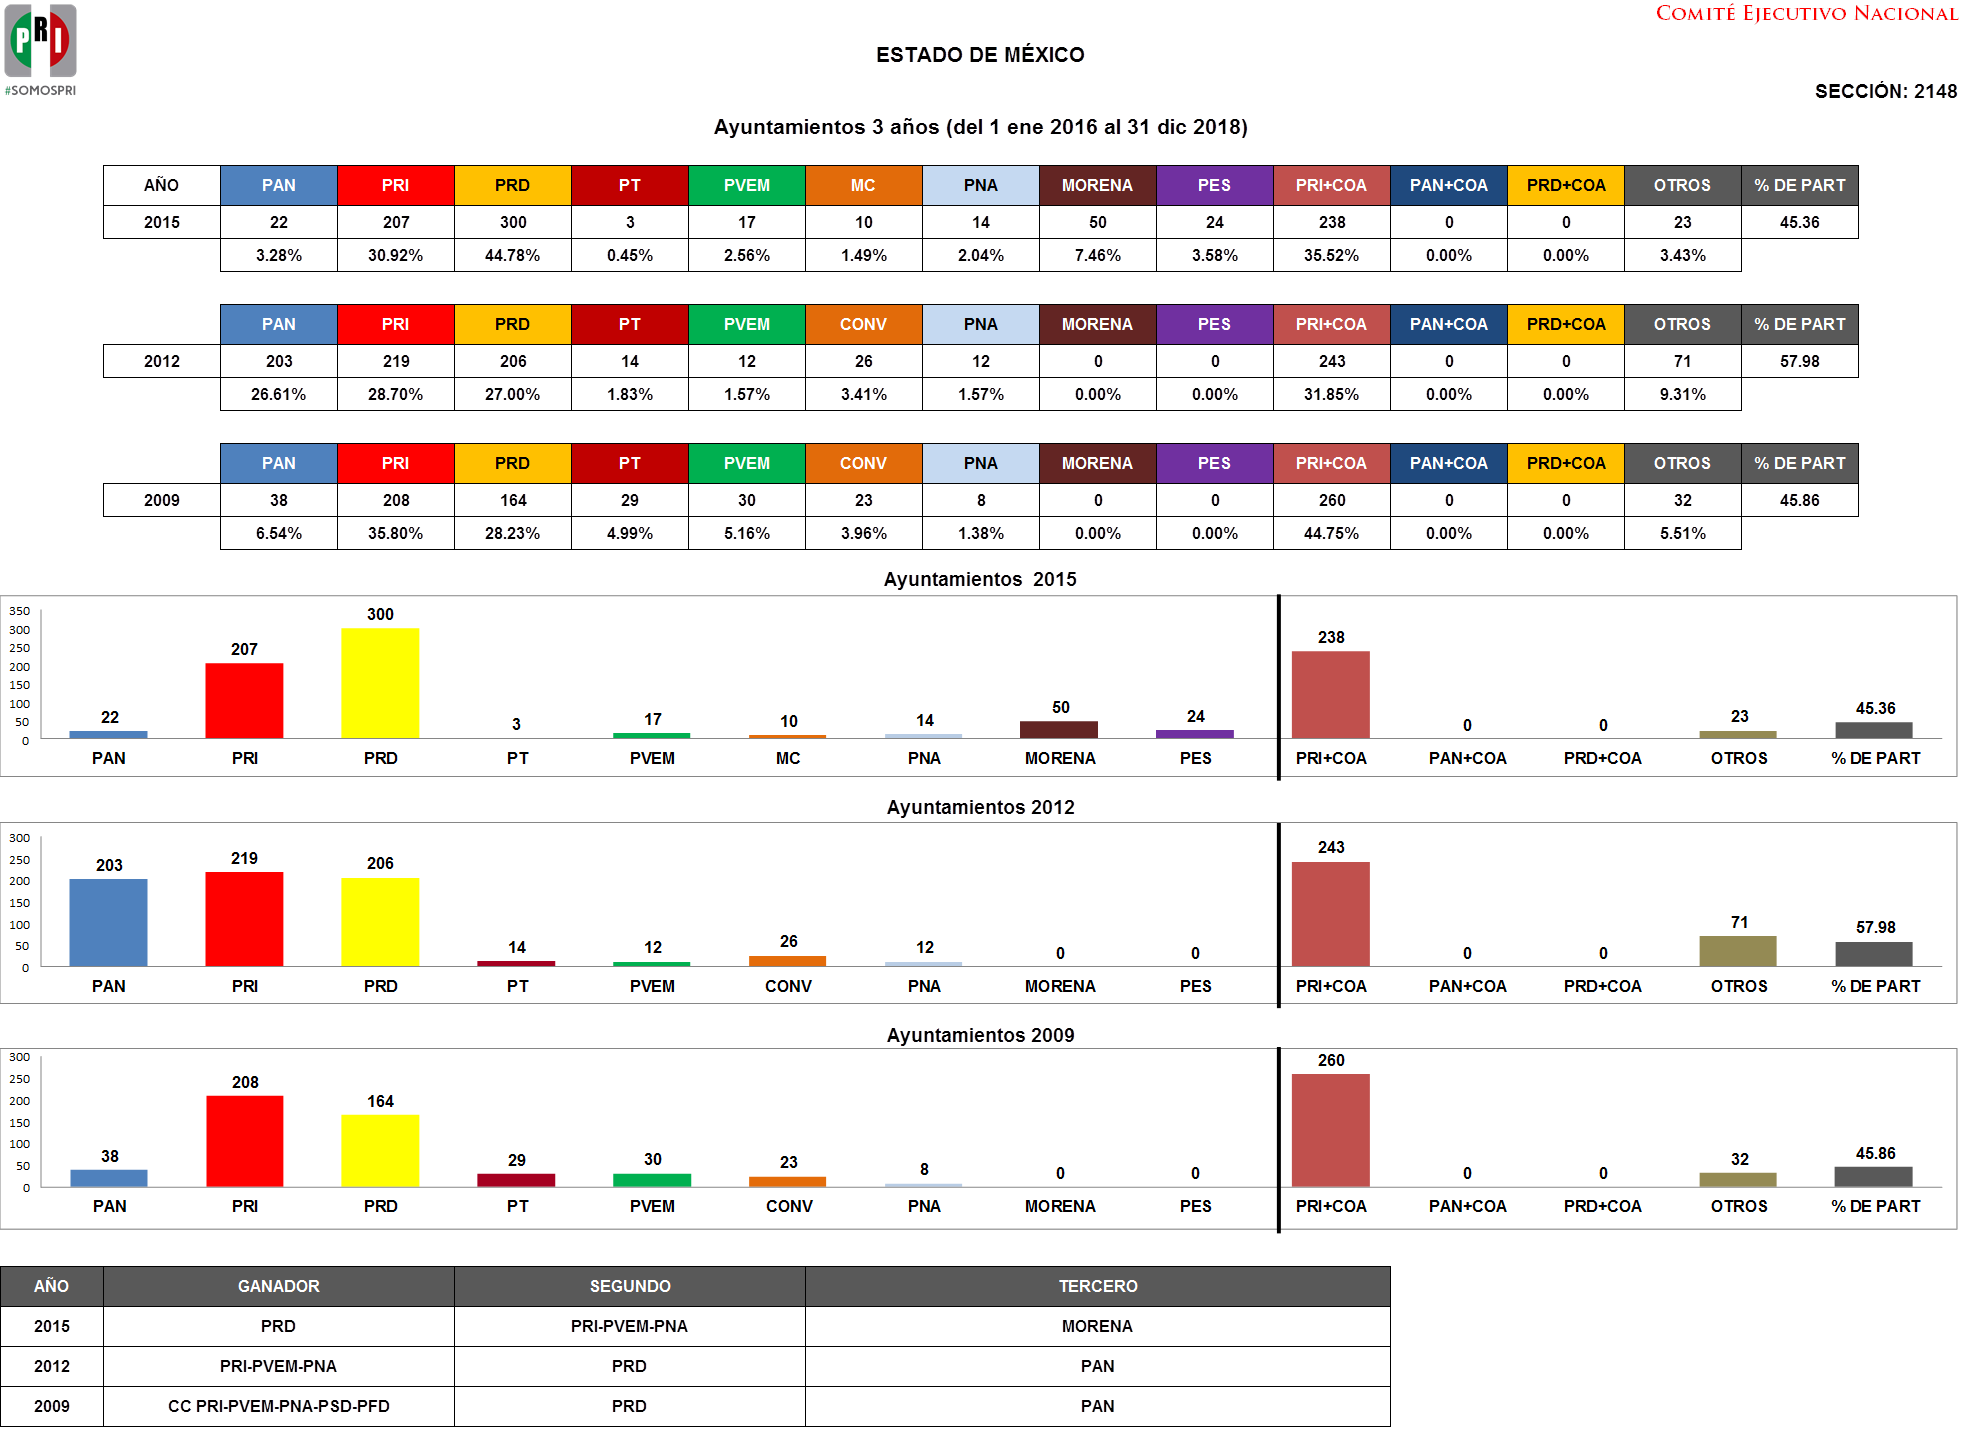 PRI
#SOMOSPRI
COMITÉ EJECUTIVO NACIONAL
ESTADO DE MÉXICO
SECCIÓN: 2148
Ayuntamientos 3 años (del 1 ene 2016 al 31 dic 2018)
AÑO PAN PRI PRD PT PVEM MC PNA MORENA PES PRI+COA PAN+COA PRD+COA OTROS % DE PART
2015 22 207 300 3 17 10 14 50 24 238 0 0 23 45.36
3.28% 30.92% 44.78% 0.45% 2.56% 1.49% 2.04% 7.46% 3.58% 35.52% 0.00% 0.00% 3.43%
PAN PRI PRD PT PVEM CONV PNA MORENA PES PRI+COA PAN+COA PRD+COA OTROS % DE PART
2012 203 219 206 14 12 26 12 0 0 243 0 0 71 57.98
26.61% 28.70% 27.00% 1.83% 1.57% 3.41% 1.57% 0.00% 0.00% 31.85% 0.00% 0.00% 9.31%
PAN PRI PRD PT PVEM CONV PNA MORENA PES PRI+COA PAN+COA PRD+COA OTROS % DE PART
2009 38 208 164 29 30 23 8 0 0 260 0 0 32 45.86
6.54% 35.80% 28.23% 4.99% 5.16% 3.96% 1.38% 0.00% 0.00% 44.75% 0.00% 0.00% 5.51%
Ayuntamientos 2015
350
300
250
200
150
100
50
0
22 207 300 3 17 10 14 50 24 238 0 0 23 45.36
PAN PRI PRD PT PVEM MC PNA MORENA PES PRI+COA PAN+COA PRD+COA OTROS % DE PART
Ayuntamientos 2012
300
250
200
150
100
50
0
203 219 206 14 12 26 12 0 0 243 0 0 71 57.98
PAN PRI PRD PT PVEM CONV PNA MORENA PES PRI+COA PAN+COA PRD+COA OTROS % DE PART
Ayuntamientos 2009
300
250
200
150
100
50
0
38 208 164 29 30 23 8 0 0 260 0 0 32 45.86
PAN PRI PRD PT PVEM CONV PNA MORENA PES PRI+COA PAN+COA PRD+COA OTROS % DE PART
AÑO GANADOR SEGUNDO TERCERO
2015 PRD PRI-PVEM-PNA MORENA
2012 PRI-PVEM-PNA PRD PAN
2009 CC PRI-PVEM-PNA-PSD-PFD PRD PAN